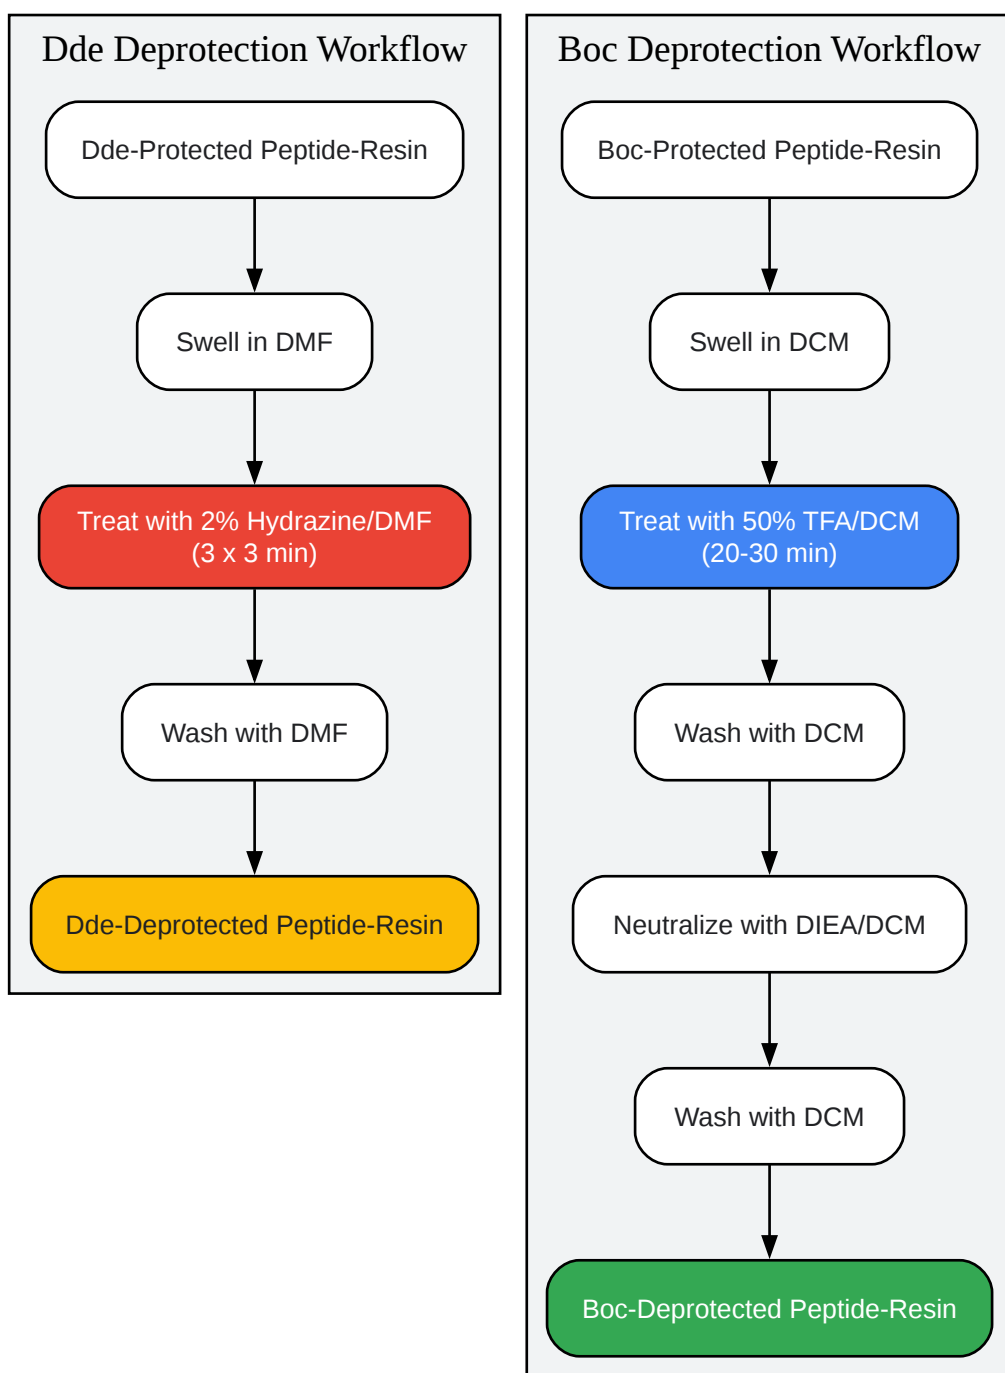 Dde Deprotection Workflow
Dde-Protected Peptide-Resin
Swell in DMF
Treat with 2% Hydrazine/DMF
(3 x 3 min)
Wash with DMF
Dde-Deprotected Peptide-Resin
Boc Deprotection Workflow
Boc-Protected Peptide-Resin
Swell in DCM
Treat with 50% TFA/DCM
(20-30 min)
Wash with DCM
Neutralize with DIEA/DCM
Wash with DCM
Boc-Deprotected Peptide-Resin